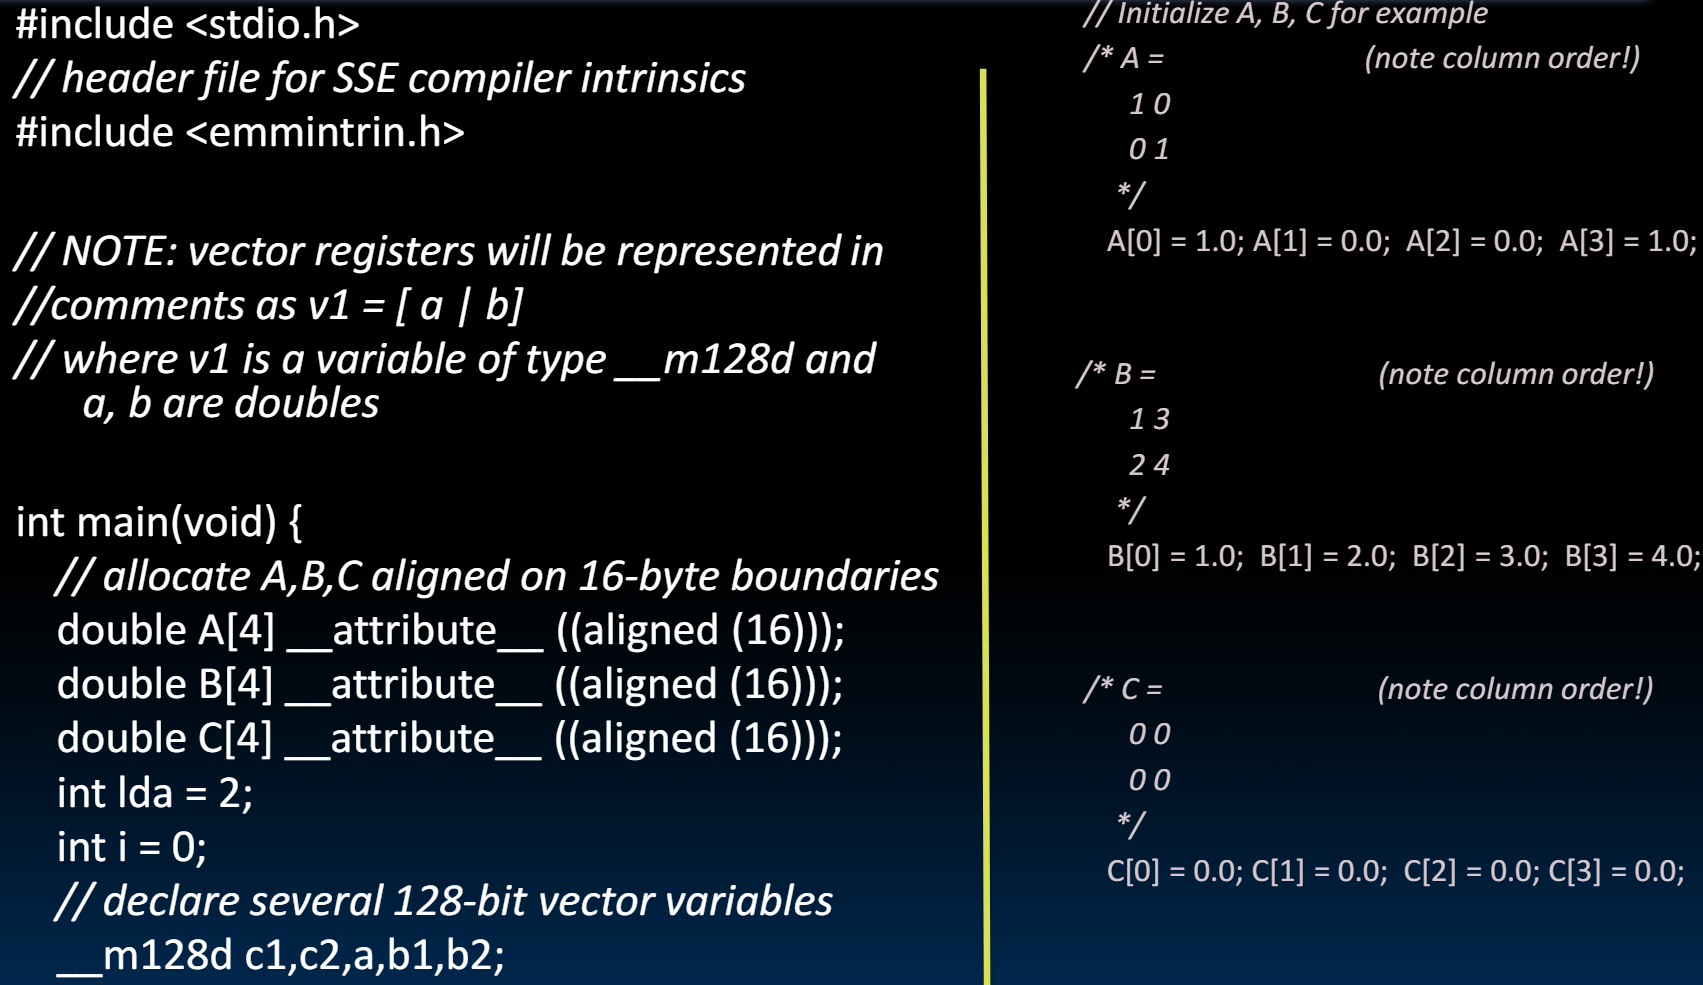 #include <stdio.h>
// header file for SSE compiler intrinsics
#include <emmintrin.h>
// NOTE: vector registers will be represented in
//comments as v1 = [ a | b]
// where v1 is a variable of type __m128d and
a, b are doubles
int main(void) {
// allocate A,B,C aligned on 16-byte boundaries
double A[4] __attribute__ ((aligned (16)));
double B[4] __attribute__ ((aligned (16)));
double C[4] __attribute__ ((aligned (16)));
int lda = 2;
int i = 0;
// declare several 128-bit vector variables
__m128d c1,c2,a,b1,b2;
// Initialize A, B, C for example
/* A = (note column order!)
1 0
0 1
*/
A[0] = 1.0; A[1] = 0.0; A[2] = 0.0; A[3] = 1.0;
/* B = (note column order!)
1 3
2 4
*/
B[0] = 1.0; B[1] = 2.0; B[2] = 3.0; B[3] = 4.0;
/* C = (note column order!)
0 0
0 0
*/
C[0] = 0.0; C[1] = 0.0; C[2] = 0.0; C[3] = 0.0;